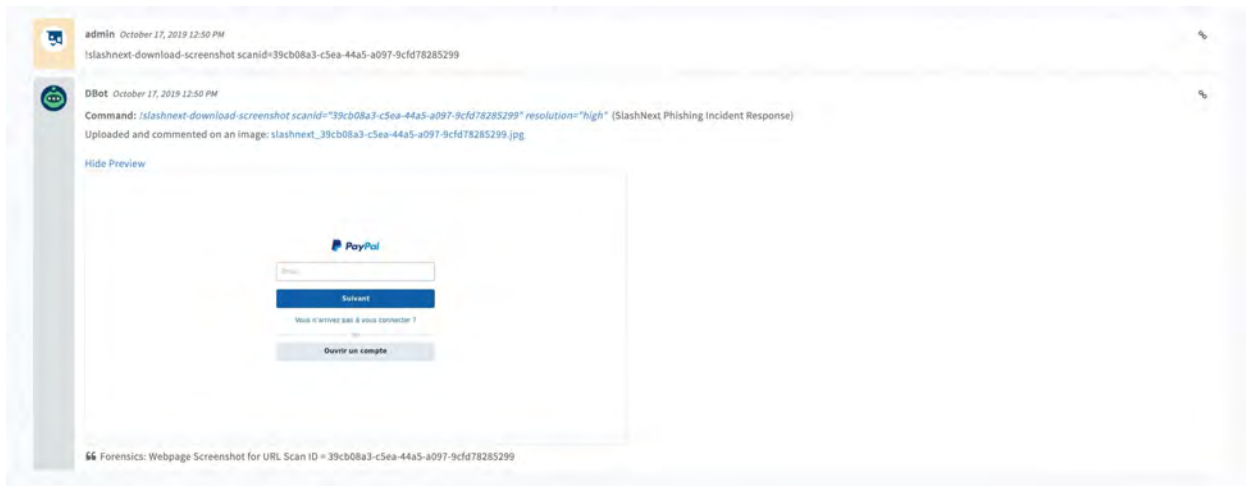 admin October 17, 2019 12:50 PM
!slashnext-download-screenshot scanid=39cb08a3-c5ea-44a5-a097-9cfd78285299
DBot October 17, 2019 12:50 PM
Command: !slashnext-download-screenshot scanid="39cb08a3-c5ea-44a5-a097-9cfd78285299" resolution="high" (SlashNext Phishing Incident Response)
Uploaded and commented on an image: slashnext_39cb08a3-c5ea-44a5-a097-9cfd78285299.jpg
Hide Preview
PayPal
Email
Suivant
Vous n'arrivez pas à vous connecter ?
ou
Ouvrir un compte
Forensics: Webpage Screenshot for URL Scan ID = 39cb08a3-c5ea-44a5-a097-9cfd78285299